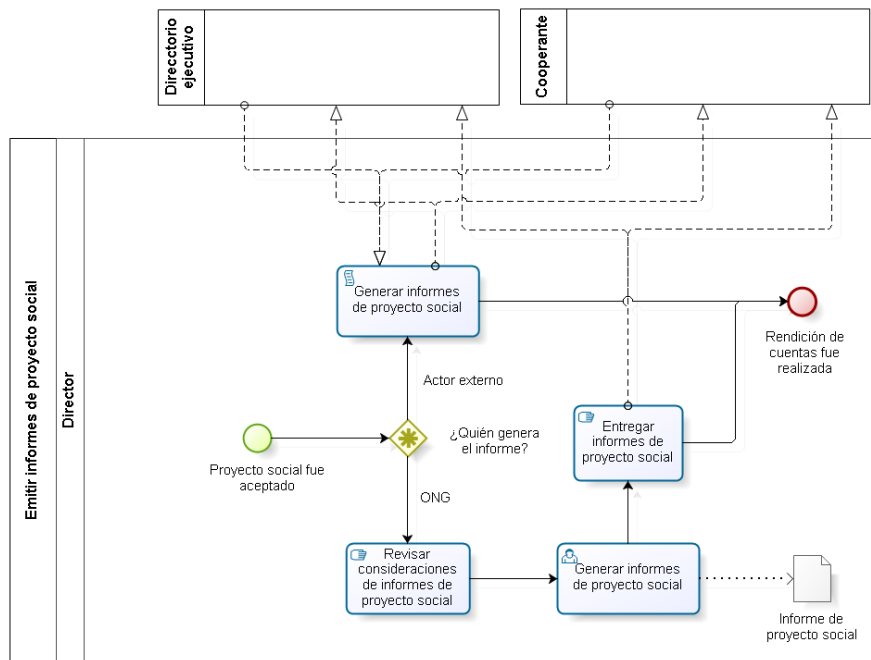 Direcctorio
ejecutivo
Cooperante
Emitir informes de proyecto social
Director
Generar informes
de proyecto social
Rendición de
cuentas fue
realizada
Actor externo
¿Quién genera
el informe?
Proyecto social fue
aceptado
Entregar
informes de
proyecto social
ONG
Revisar
consideraciones
de informes de
proyecto social
Generar informes
de proyecto social
Informe de
proyecto social